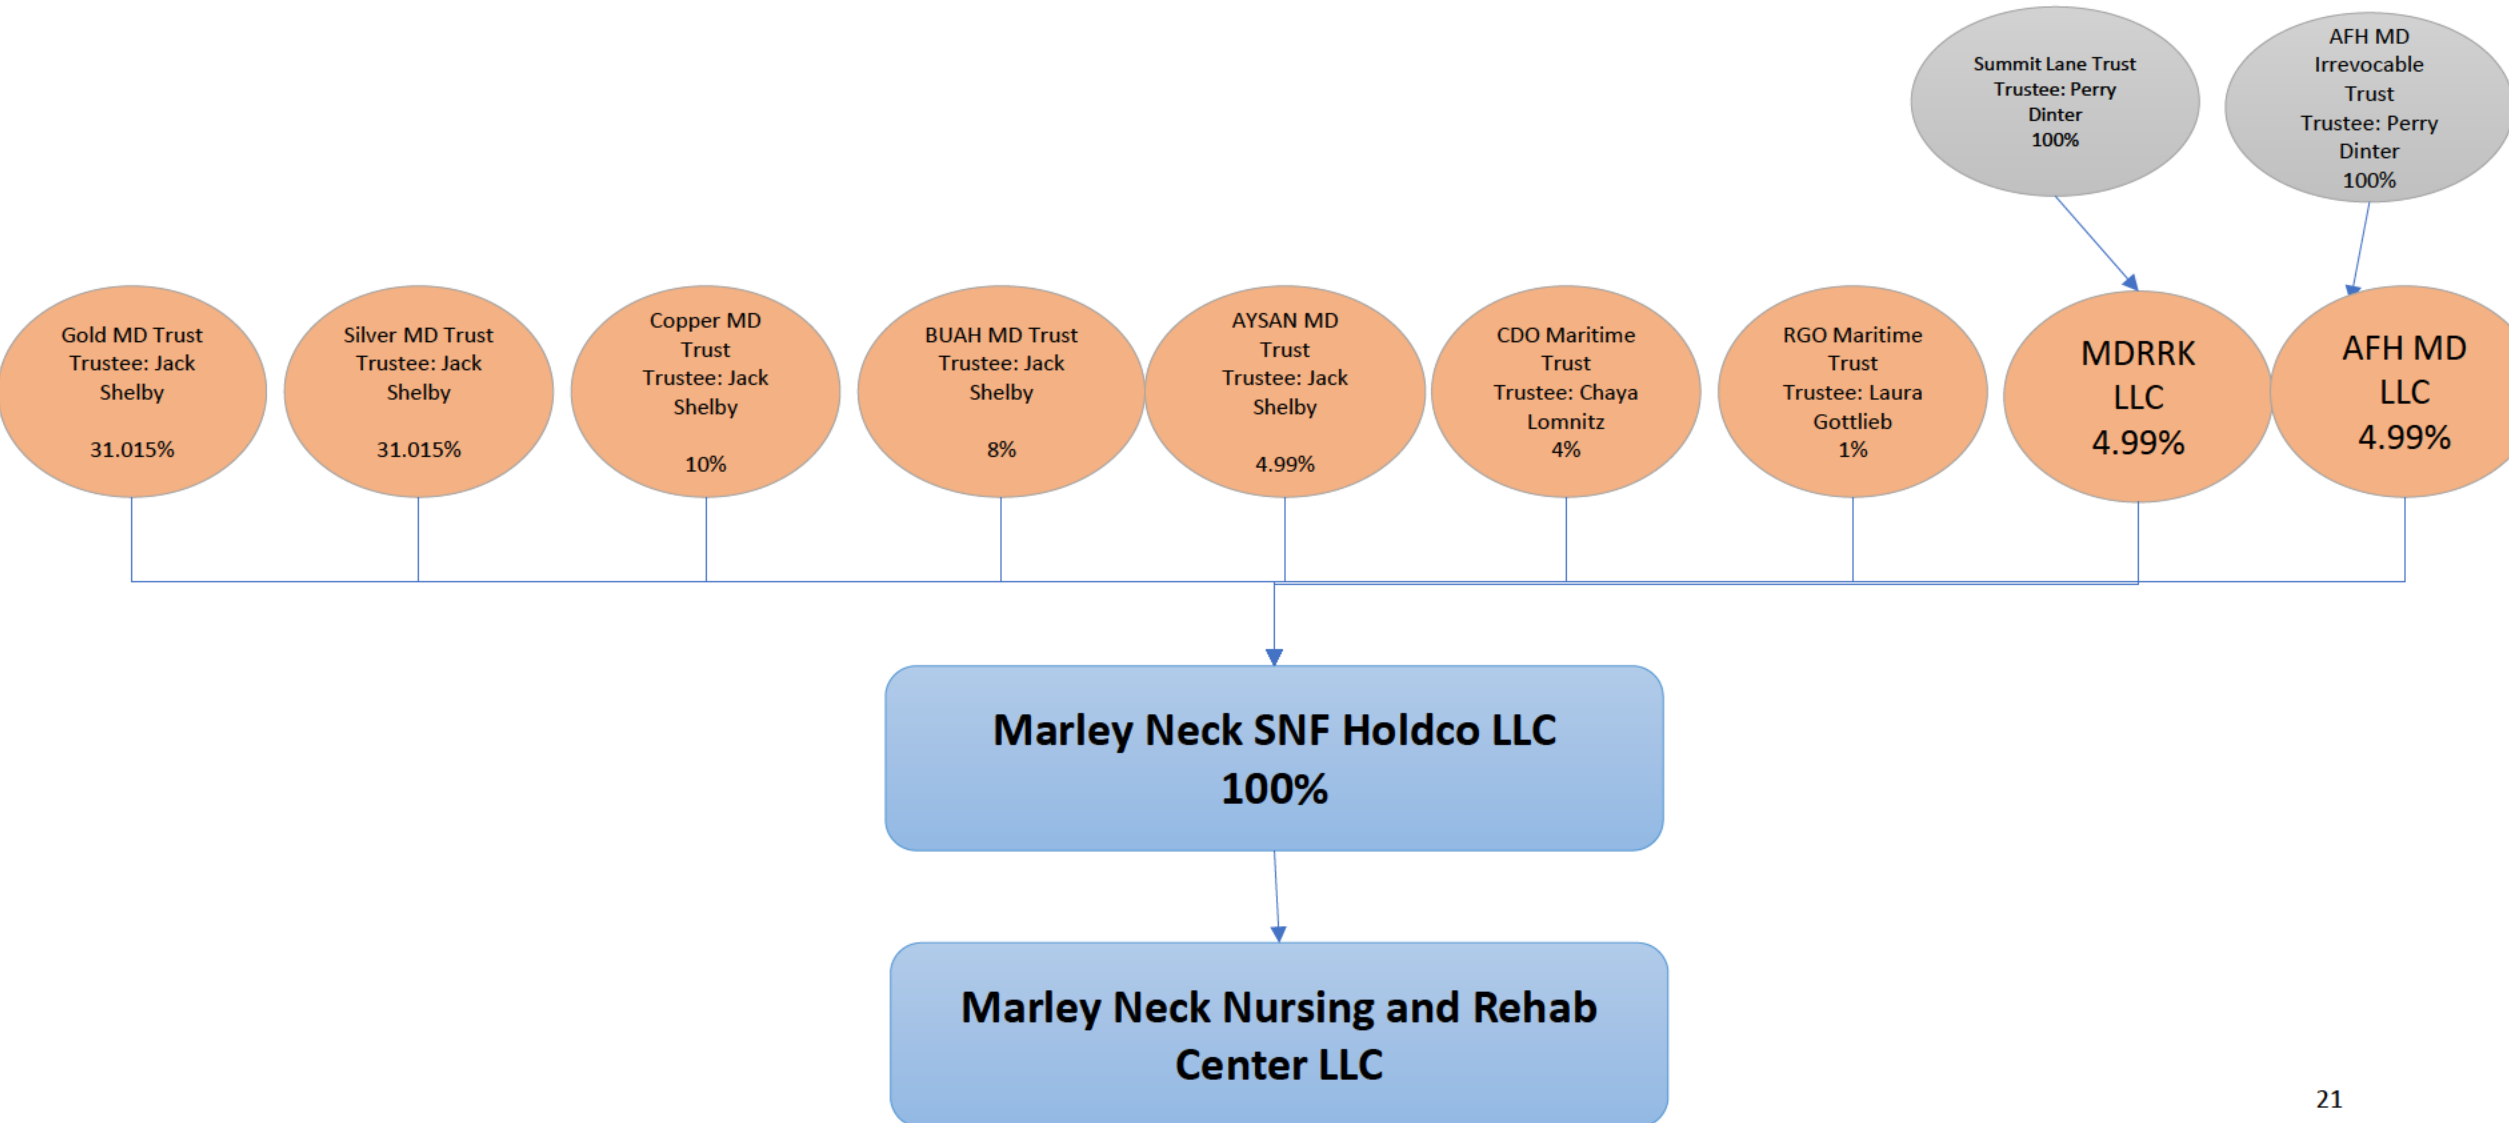 Summit Lane Trust
Trustee: Perry
Dinter
100%
AFH MD
Irrevocable
Trust
Trustee: Perry
Dinter
100%
Gold MD Trust
Trustee: Jack
Shelby
31.015%
Silver MD Trust
Trustee: Jack
Shelby
31.015%
Copper MD
Trust
Trustee: Jack
Shelby
10%
BUAH MD Trust
Trustee: Jack
Shelby
8%
AYSAN MD
Trust
Trustee: Jack
Shelby
4.99%
CDO Maritime
Trust
Trustee: Chaya
Lomnitz
4%
RGO Maritime
Trust
Trustee: Laura
Gottlieb
1%
MDRRK
LLC
4.99%
AFH MD
LLC
4.99%
Marley Neck SNF Holdco LLC
100%
Marley Neck Nursing and Rehab
Center LLC
21